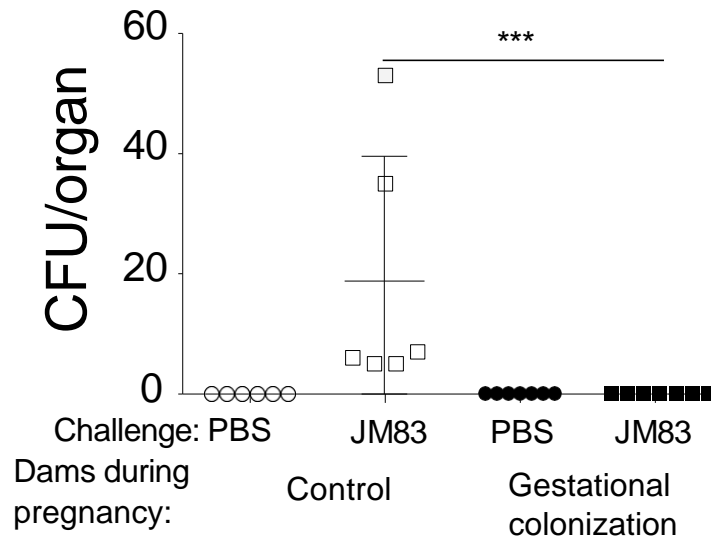 60
***
40
20
0
CFU/organ
Challenge: PBS JM83 PBS JM83
Dams during
pregnancy:
Control
Gestational
colonization